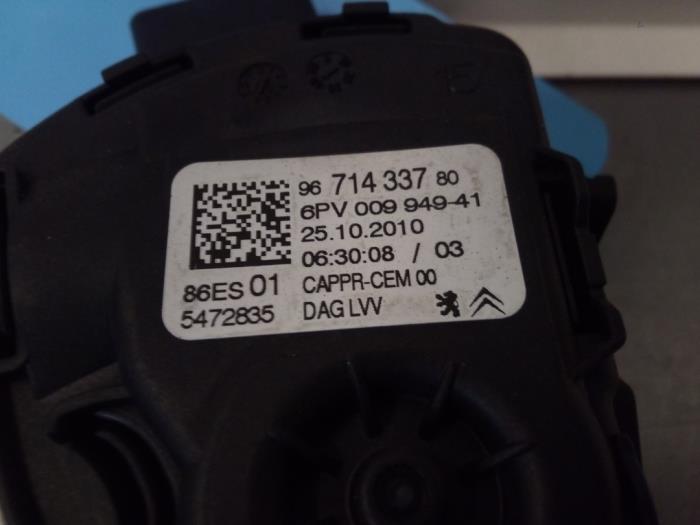 96 714 337 80
6PV 009 949-41
25.10.2010
06:30:08 / 03
86ES 01 CAPPR-CEM 00
5472835 DAG LVV